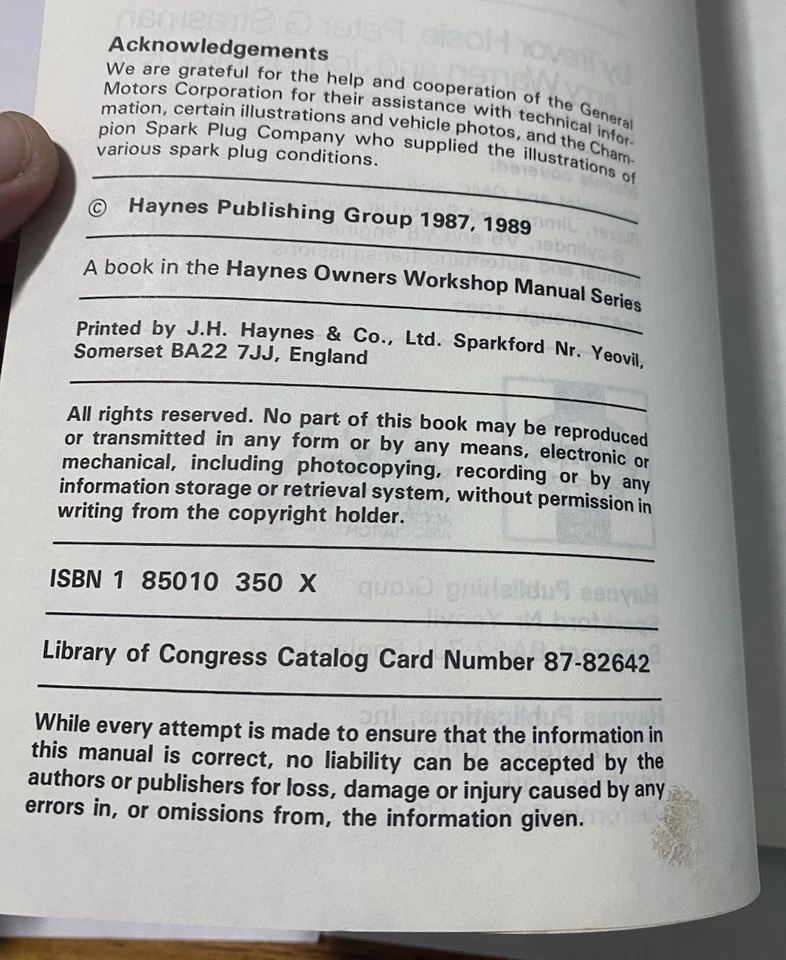 Acknowledgements
We are grateful for the help and cooperation of the General
Motors Corporation for their assistance with technical infor-
mation, certain illustrations and vehicle photos, and the Cham-
pion Spark Plug Company who supplied the illustrations of
various spark plug conditions.
© Haynes Publishing Group 1987, 1989
A book in the Haynes Owners Workshop Manual Series
Printed by J.H. Haynes & Co., Ltd. Sparkford Nr. Yeovil,
Somerset BA22 7JJ, England
All rights reserved. No part of this book may be reproduced
or transmitted in any form or by any means, electronic or
mechanical, including photocopying, recording or by any
information storage or retrieval system, without permission in
writing from the copyright holder.
ISBN 1 85010 350 X
Library of Congress Catalog Card Number 87-82642
While every attempt is made to ensure that the information in
this manual is correct, no liability can be accepted by the
authors or publishers for loss, damage or injury caused by any
errors in, or omissions from, the information given.